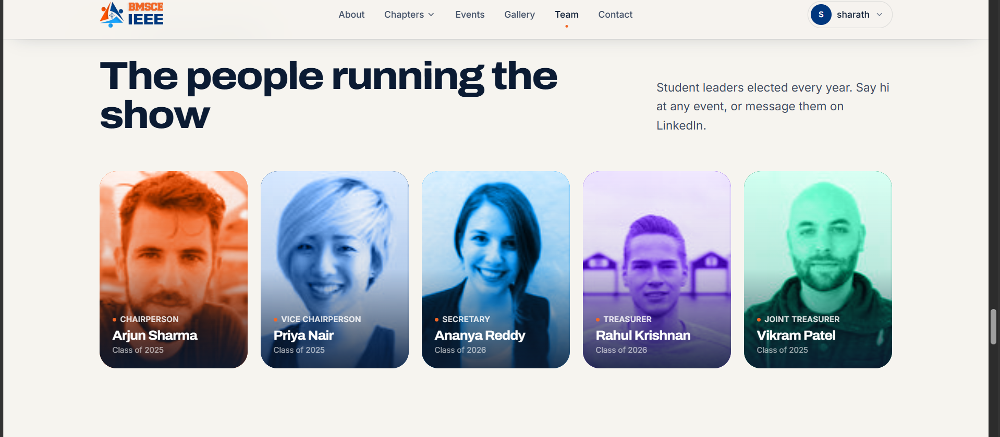 BMSCE
IEEE
About
Chapters
Events
Gallery
Team
Contact
S
sharath
The people running the
show
Student leaders elected every year. Say hi
at any event, or message them on
LinkedIn.
CHAIRPERSON
Arjun Sharma
Class of 2025
VICE CHAIRPERSON
Priya Nair
Class of 2025
SECRETARY
Ananya Reddy
Class of 2026
TREASURER
Rahul Krishnan
Class of 2026
JOINT TREASURER
Vikram Patel
Class of 2025